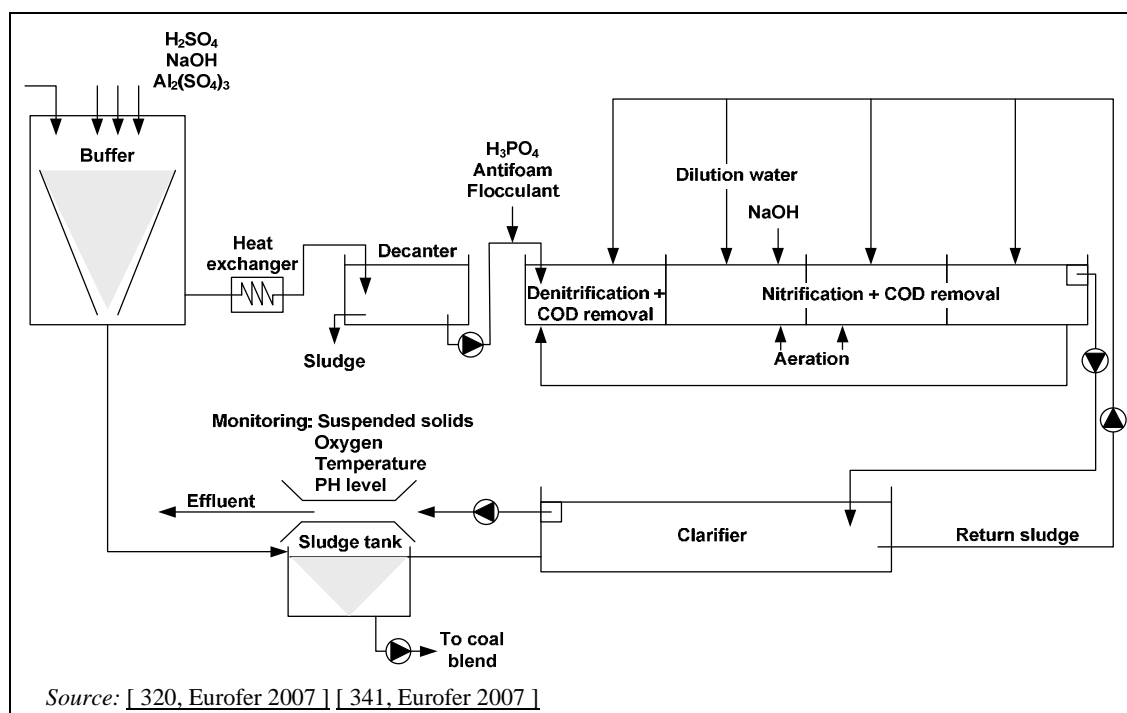 H₂SO₄
NaOH
Al₂(SO₄)₃
Buffer
Heat
exchanger
Decanter
Sludge
H₃PO₄
Antifoam
Flocculant
Dilution water
NaOH
Denitrification +
COD removal
Nitrification + COD removal
Aeration
Monitoring: Suspended solids
Oxygen
Temperature
PH level
Effluent
Sludge tank
Clarifier
Return sludge
To coal
blend
Source: [ 320, Eurofer 2007 ] [ 341, Eurofer 2007 ]